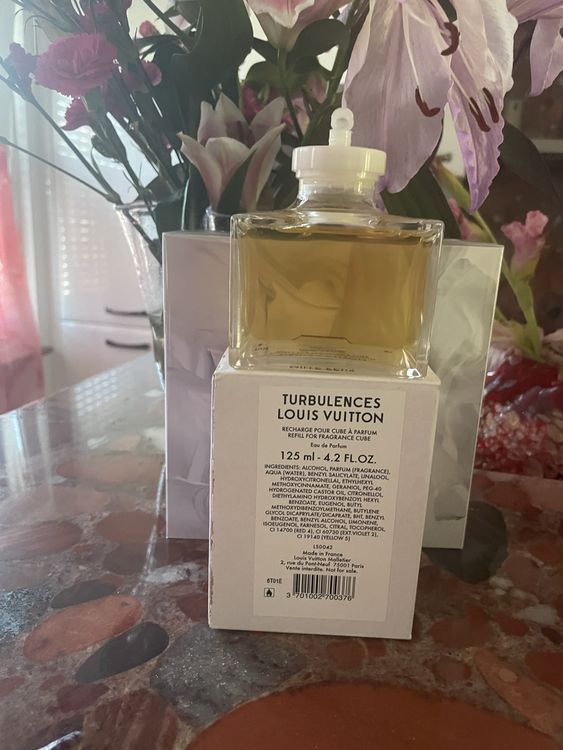 TURBULENCES
LOUIS VUITTON
RECHARGE POUR CUBE À PARFUM
REFILL FOR FRAGRANCE CUBE
Eau de Parfum
125 ml - 4.2 FL.OZ.
INGREDIENTS: ALCOHOL, PARFUM (FRAGRANCE),
AQUA (WATER), BENZYL SALICYLATE, LINALOOL,
HYDROXYCITRONELLAL, ETHYLHEXYL
METHOXYCINNAMATE, GERANIOL, PEG-40
HYDROGENATED CASTOR OIL, CITRONELLOL,
DIETHYLAMINO HYDROXYBENZOYL HEXYL
BENZOATE, EUGENOL, BUTYL
METHOXYDIBENZOYLMETHANE, BUTYLENE
GLYCOL DICAPRYLATE/DICAPRATE, BHT, BENZYL
BENZOATE, BENZYL ALCOHOL, LIMONENE,
ISOEUGENOL, FARNESOL, CITRAL, TOCOPHEROL,
CI 14700 (RED 4), CI 60730 (EXT.VIOLET 2),
CI 19140 (YELLOW 5)
LS0042
Made in France
Louis Vuitton Malletier
2, rue du Pont-Neuf 75001 Paris
Vente interdite. Not for sale.
6T01E
3 701002 700376